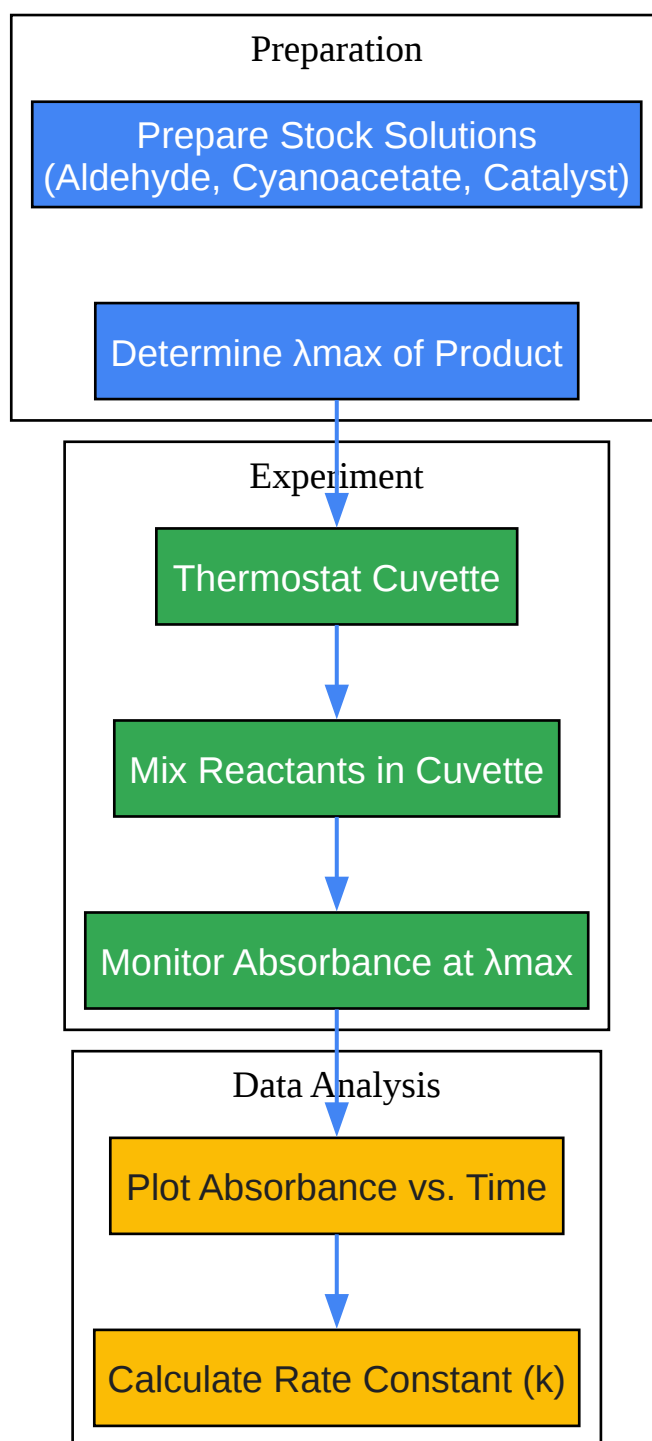 Preparation
Prepare Stock Solutions
(Aldehyde, Cyanoacetate, Catalyst)
Determine λmax of Product
Experiment
Thermostat Cuvette
Mix Reactants in Cuvette
Monitor Absorbance at λmax
Data Analysis
Plot Absorbance vs. Time
Calculate Rate Constant (k)